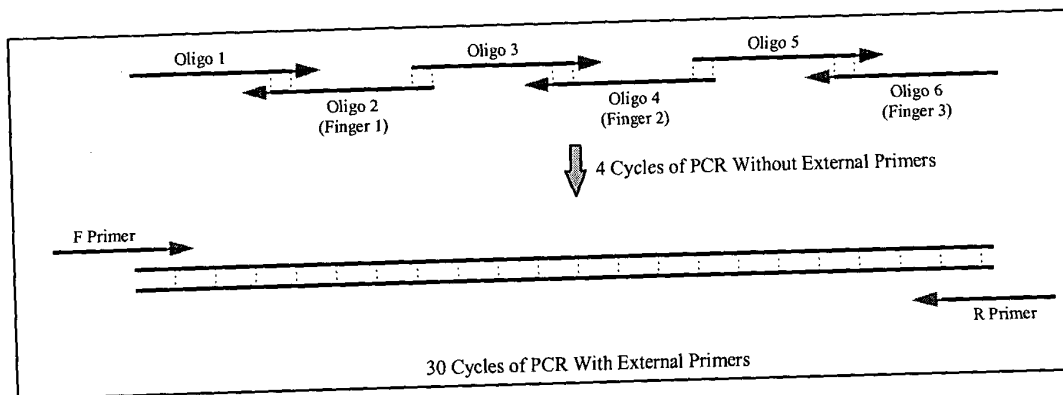 Oligo 1
Oligo 3
Oligo 5
Oligo 2
(Finger 1)
Oligo 4
(Finger 2)
Oligo 6
(Finger 3)
4 Cycles of PCR Without External Primers
F Primer
R Primer
30 Cycles of PCR With External Primers